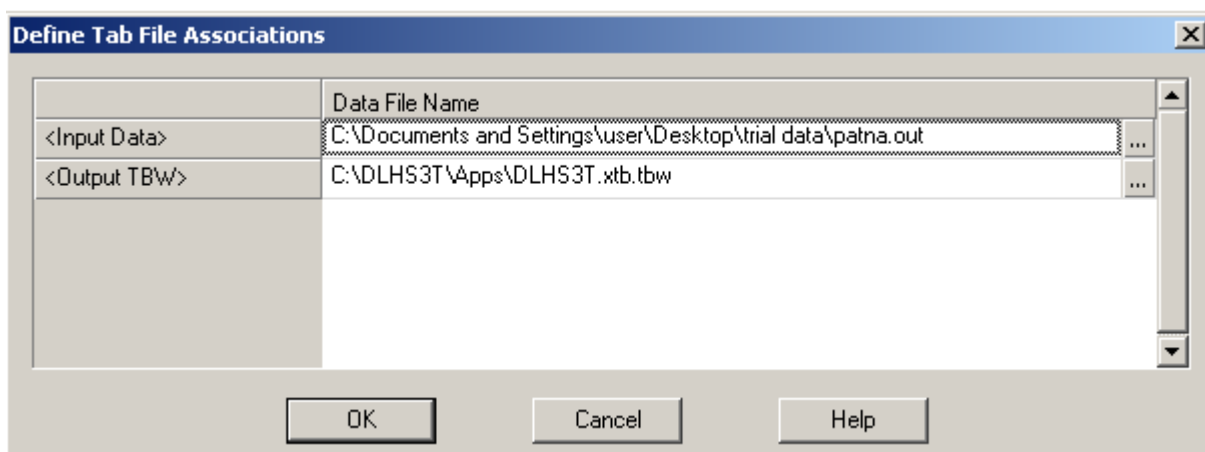 Define Tab File Associations
Data File Name
<Input Data> C:\Documents and Settings\user\Desktop\trial data\patna.out ...
<Output TBW> C:\DLHS3T\Apps\DLHS3T.xtb.tbw ...
OK Cancel Help